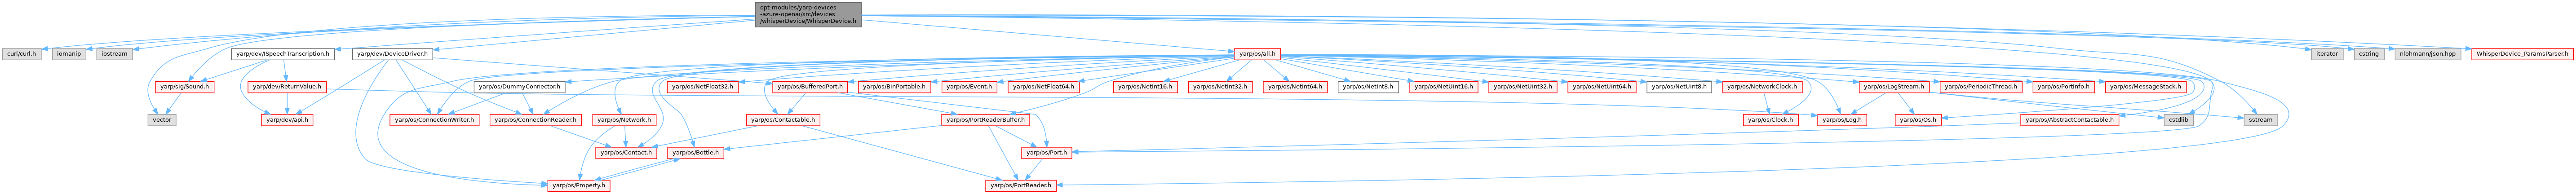 opt-modules/yarp-devices
-azure-openai/src/devices
/whisperDevice/WhisperDevice.h
curl/curl.h
iomanip
iostream
yarp/dev/ISpeechTranscription.h
yarp/dev/DeviceDriver.h
yarp/os/all.h
iterator
cstring
nlohmann/json.hpp
WhisperDevice_ParamsParser.h
yarp/sig/Sound.h
yarp/dev/ReturnValue.h
yarp/os/DummyConnector.h
yarp/os/NetFloat32.h
yarp/os/BufferedPort.h
yarp/os/BinPortable.h
yarp/os/Event.h
yarp/os/NetFloat64.h
yarp/os/NetInt16.h
yarp/os/NetInt32.h
yarp/os/NetInt64.h
yarp/os/NetInt8.h
yarp/os/NetUint16.h
yarp/os/NetUint32.h
yarp/os/NetUint64.h
yarp/os/NetUint8.h
yarp/os/NetworkClock.h
yarp/os/LogStream.h
yarp/os/PeriodicThread.h
yarp/os/PortInfo.h
yarp/os/MessageStack.h
vector
yarp/dev/api.h
yarp/os/ConnectionWriter.h
yarp/os/ConnectionReader.h
yarp/os/Network.h
yarp/os/Contactable.h
yarp/os/PortReaderBuffer.h
yarp/os/Clock.h
yarp/os/Log.h
yarp/os/Os.h
yarp/os/AbstractContactable.h
cstdlib
sstream
yarp/os/Contact.h
yarp/os/Bottle.h
yarp/os/Port.h
yarp/os/Property.h
yarp/os/PortReader.h